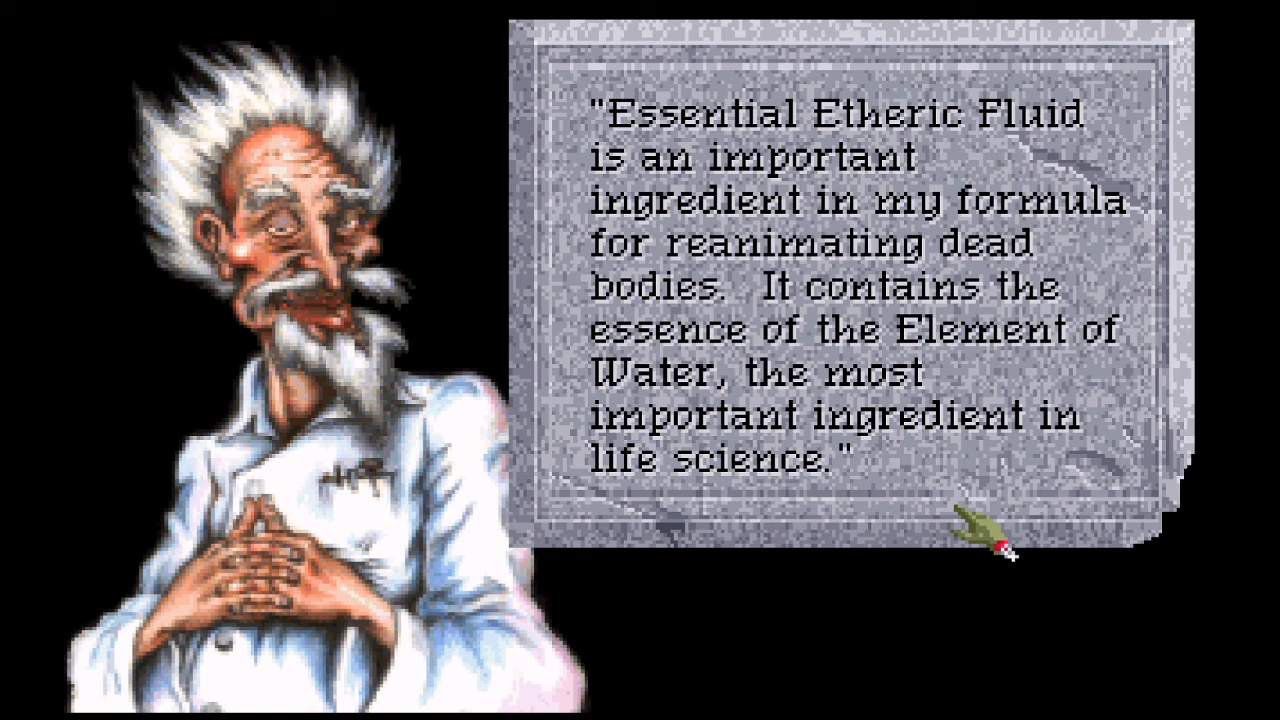 "Essential Etheric Fluid
is an important
ingredient in my formula
for reanimating dead
bodies. It contains the
essence of the Element of
Water, the most
important ingredient in
life science."